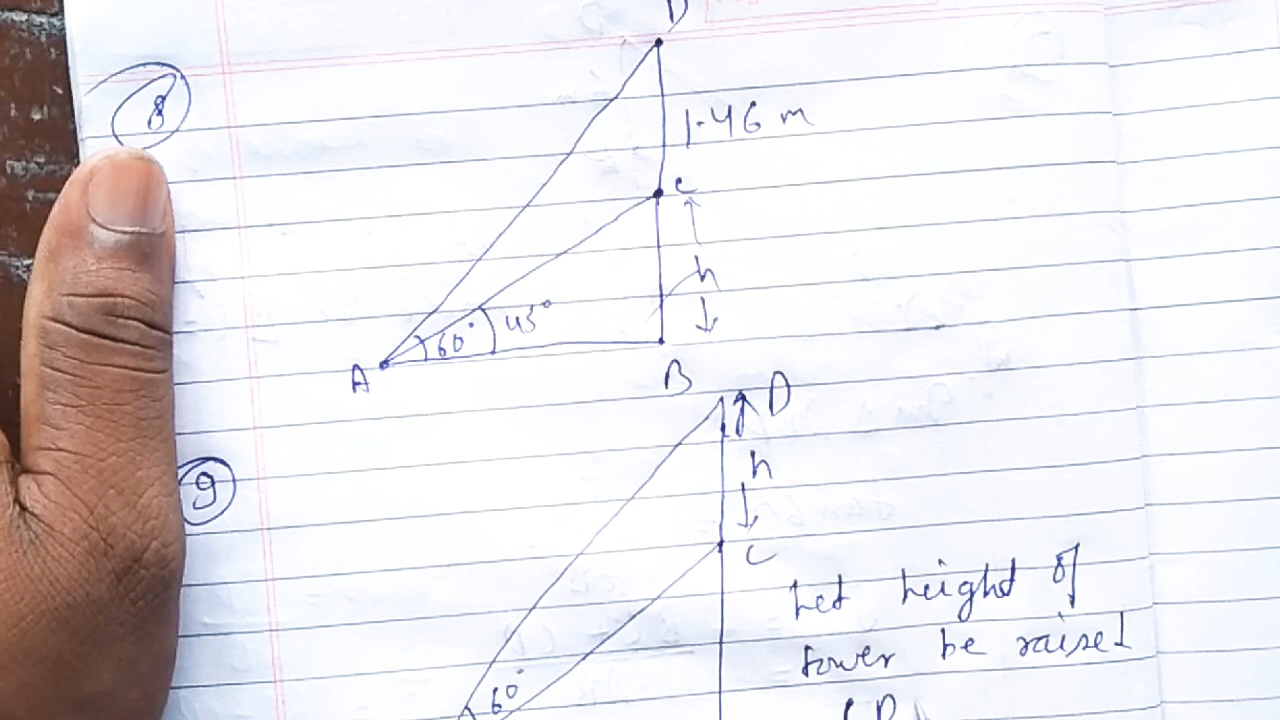 8
D
1.46 m
C
h
60° 45°
A
B
D
9
h
C
Let height of
tower be raised
60°